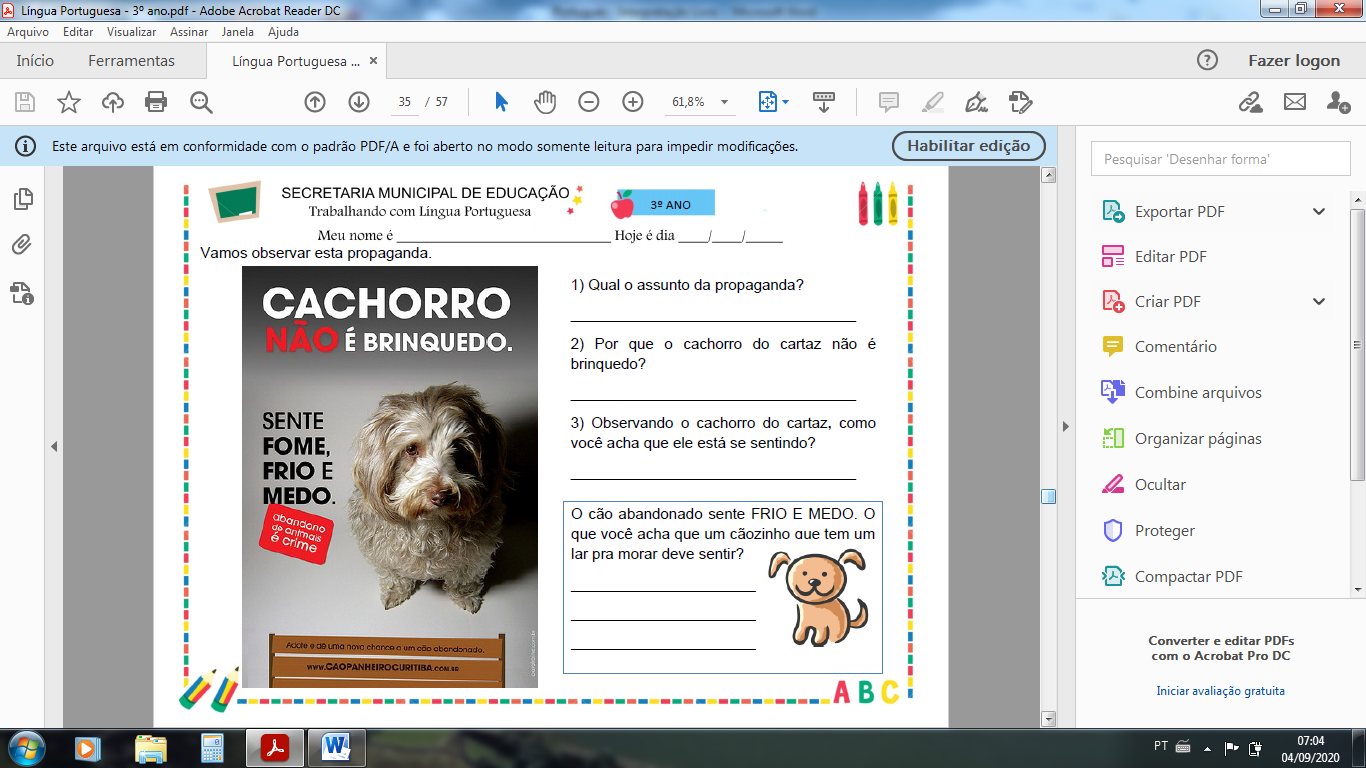 Língua Portuguesa - 3º ano.pdf - Adobe Acrobat Reader DC
Arquivo Editar Visualizar Assinar Janela Ajuda
Início Ferramentas Língua Portuguesa ... × Fazer logon
35 / 57 61,8%
Este arquivo está em conformidade com o padrão PDF/A e foi aberto no modo somente leitura para impedir modificações. Habilitar edição
SECRETARIA MUNICIPAL DE EDUCAÇÃO
Trabalhando com Língua Portuguesa
3º ANO
Meu nome é ____________________________ Hoje é dia ____/____/_____
Vamos observar esta propaganda.
CACHORRO
NÃO É BRINQUEDO.
SENTE
FOME,
FRIO E
MEDO.
abandono
de animais
é crime
Adote e dê uma nova chance a um cão abandonado.
www.CAOPANHEIROCURITIBA.COM.BR
1) Qual o assunto da propaganda?
2) Por que o cachorro do cartaz não é
brinquedo?
3) Observando o cachorro do cartaz, como
você acha que ele está se sentindo?
O cão abandonado sente FRIO E MEDO. O
que você acha que um cãozinho que tem um
lar pra morar deve sentir?
A B C
Pesquisar 'Desenhar forma'
Exportar PDF
Editar PDF
Criar PDF
Comentário
Combine arquivos
Organizar páginas
Ocultar
Proteger
Compactar PDF
Converter e editar PDFs
com o Acrobat Pro DC
Iniciar avaliação gratuita
PT
07:04
04/09/2020